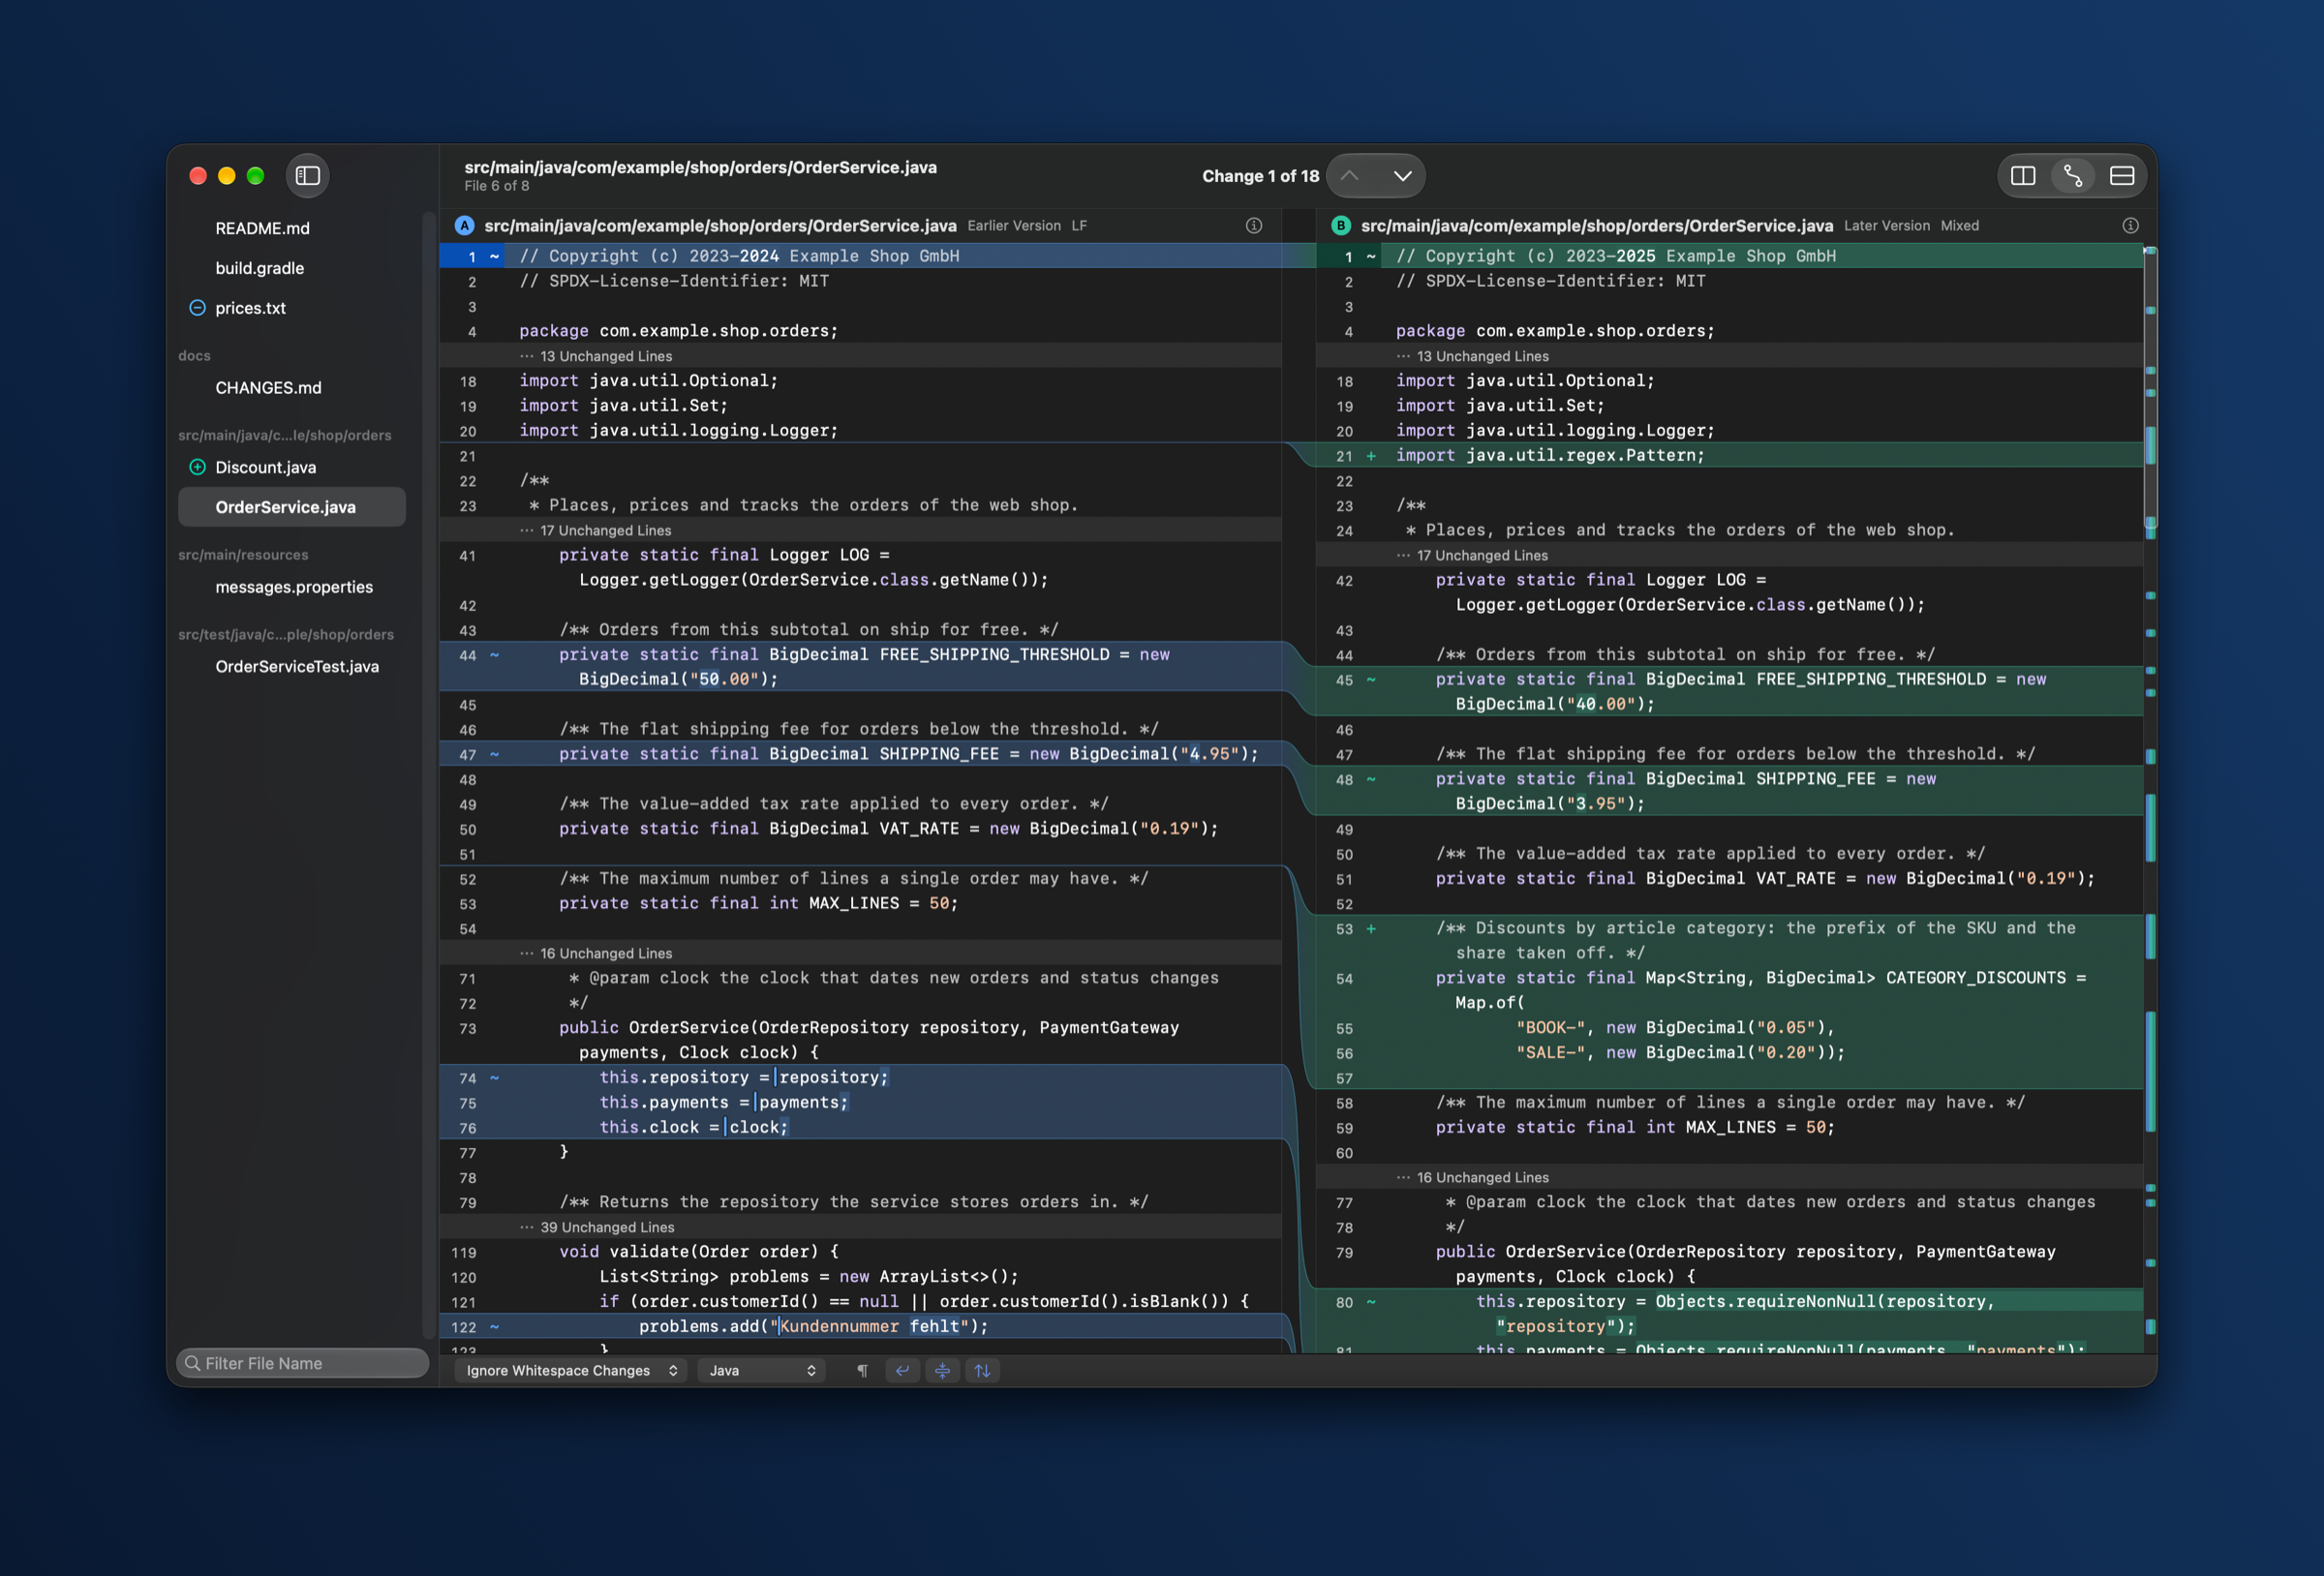 src/main/java/com/example/shop/orders/OrderService.java
File 6 of 8
Change 1 of 18
README.md
build.gradle
prices.txt
docs
CHANGES.md
src/main/java/c...le/shop/orders
Discount.java
OrderService.java
src/main/resources
messages.properties
src/test/java/c...ple/shop/orders
OrderServiceTest.java
Filter File Name
A src/main/java/com/example/shop/orders/OrderService.java Earlier Version LF
1 ~ // Copyright (c) 2023-2024 Example Shop GmbH
2 // SPDX-License-Identifier: MIT
3
4 package com.example.shop.orders;
··· 13 Unchanged Lines
18 import java.util.Optional;
19 import java.util.Set;
20 import java.util.logging.Logger;
21
22 /**
23 * Places, prices and tracks the orders of the web shop.
··· 17 Unchanged Lines
41 private static final Logger LOG =
Logger.getLogger(OrderService.class.getName());
42
43 /** Orders from this subtotal on ship for free. */
44 ~ private static final BigDecimal FREE_SHIPPING_THRESHOLD = new
BigDecimal("50.00");
45
46 /** The flat shipping fee for orders below the threshold. */
47 ~ private static final BigDecimal SHIPPING_FEE = new BigDecimal("4.95");
48
49 /** The value-added tax rate applied to every order. */
50 private static final BigDecimal VAT_RATE = new BigDecimal("0.19");
51
52 /** The maximum number of lines a single order may have. */
53 private static final int MAX_LINES = 50;
54
··· 16 Unchanged Lines
71 * @param clock the clock that dates new orders and status changes
72 */
73 public OrderService(OrderRepository repository, PaymentGateway
payments, Clock clock) {
74 ~ this.repository = repository;
75 this.payments = payments;
76 this.clock = clock;
77 }
78
79 /** Returns the repository the service stores orders in. */
··· 39 Unchanged Lines
119 void validate(Order order) {
120 List<String> problems = new ArrayList<>();
121 if (order.customerId() == null || order.customerId().isBlank()) {
122 ~ problems.add("Kundennummer fehlt");
123 }
B src/main/java/com/example/shop/orders/OrderService.java Later Version Mixed
1 ~ // Copyright (c) 2023-2025 Example Shop GmbH
2 // SPDX-License-Identifier: MIT
3
4 package com.example.shop.orders;
··· 13 Unchanged Lines
18 import java.util.Optional;
19 import java.util.Set;
20 import java.util.logging.Logger;
21 + import java.util.regex.Pattern;
22
23 /**
24 * Places, prices and tracks the orders of the web shop.
··· 17 Unchanged Lines
42 private static final Logger LOG =
Logger.getLogger(OrderService.class.getName());
43
44 /** Orders from this subtotal on ship for free. */
45 ~ private static final BigDecimal FREE_SHIPPING_THRESHOLD = new
BigDecimal("40.00");
46
47 /** The flat shipping fee for orders below the threshold. */
48 ~ private static final BigDecimal SHIPPING_FEE = new
BigDecimal("3.95");
49
50 /** The value-added tax rate applied to every order. */
51 private static final BigDecimal VAT_RATE = new BigDecimal("0.19");
52
53 + /** Discounts by article category: the prefix of the SKU and the
share taken off. */
54 private static final Map<String, BigDecimal> CATEGORY_DISCOUNTS =
Map.of(
55 "BOOK-", new BigDecimal("0.05"),
56 "SALE-", new BigDecimal("0.20"));
57
58 /** The maximum number of lines a single order may have. */
59 private static final int MAX_LINES = 50;
60
··· 16 Unchanged Lines
77 * @param clock the clock that dates new orders and status changes
78 */
79 public OrderService(OrderRepository repository, PaymentGateway
payments, Clock clock) {
80 ~ this.repository = Objects.requireNonNull(repository,
"repository");
81 this.payments = Objects.requireNonNull(payments, "payments");
Ignore Whitespace Changes
Java
¶